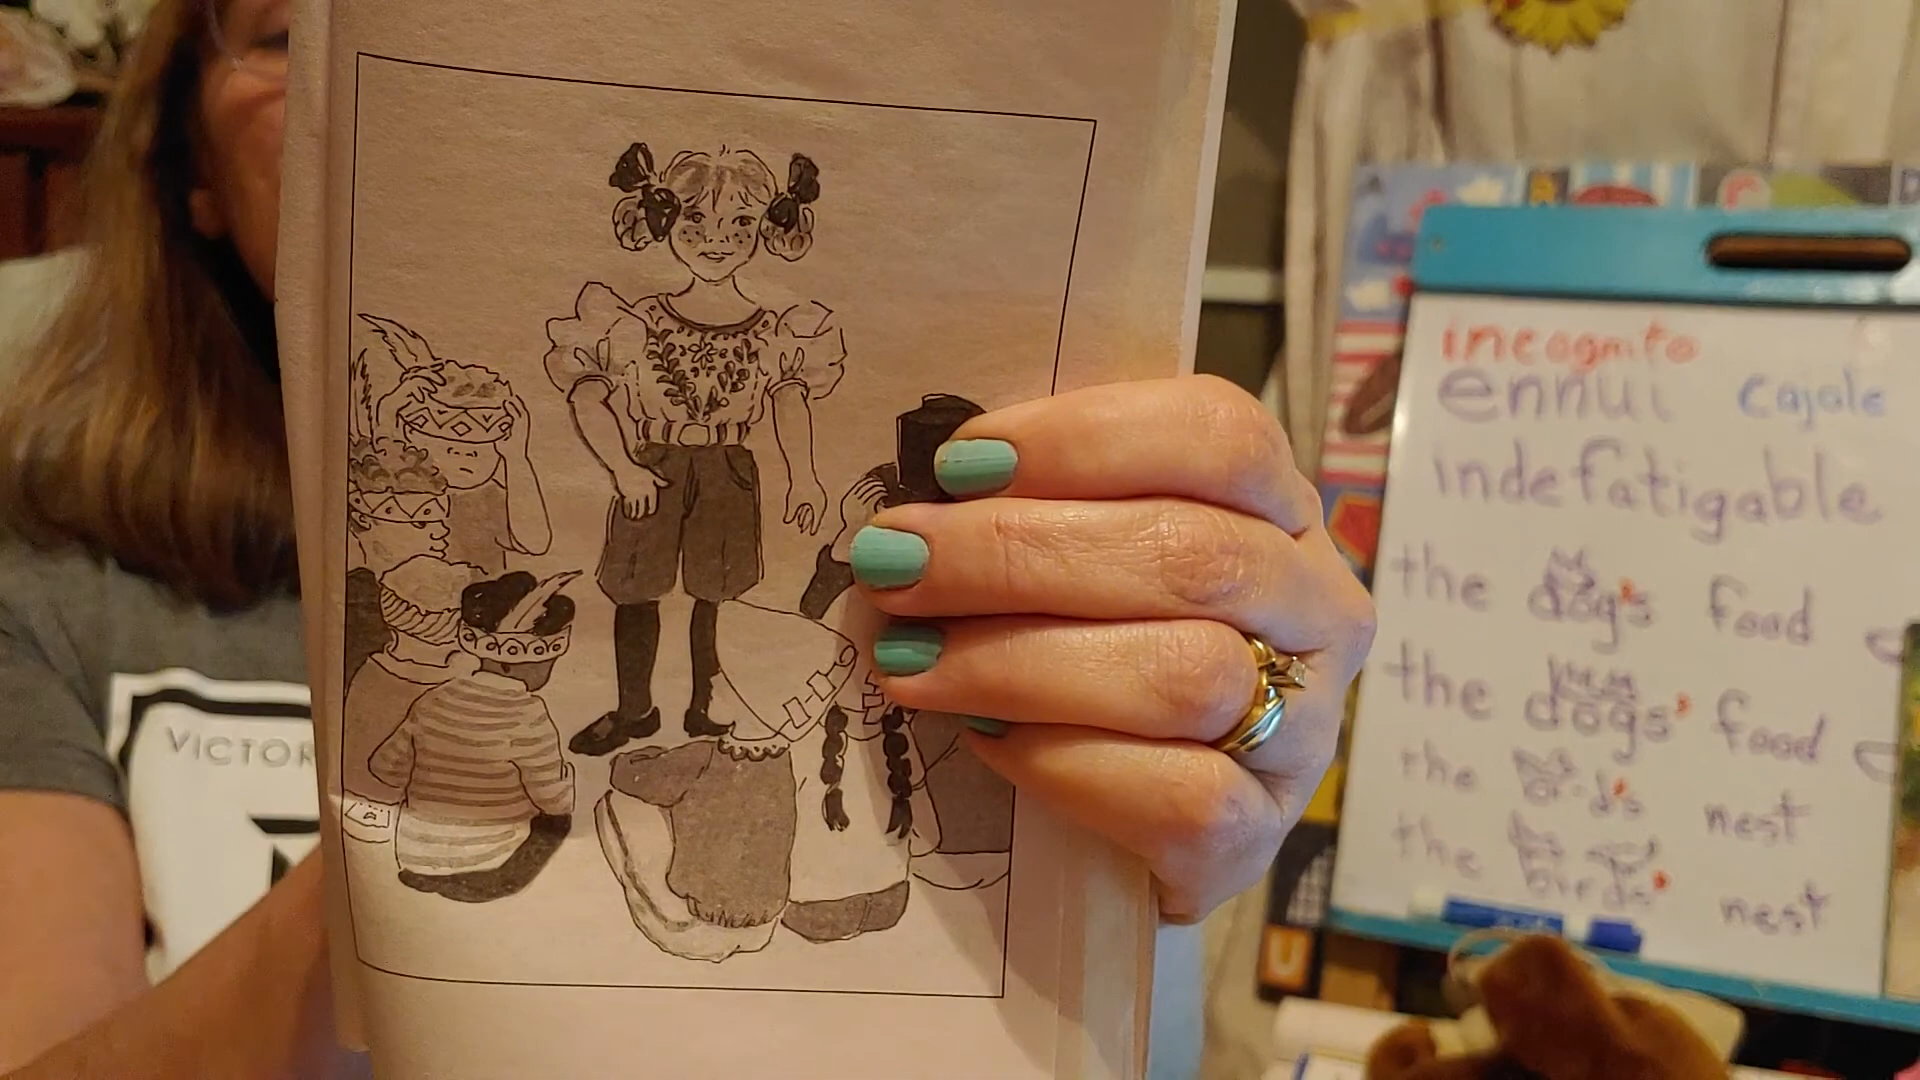 VICTOR
incognito
ennui cajole
indefatigable
the dog's food
the dogs' food
the bird's nest
the birds' nest
U